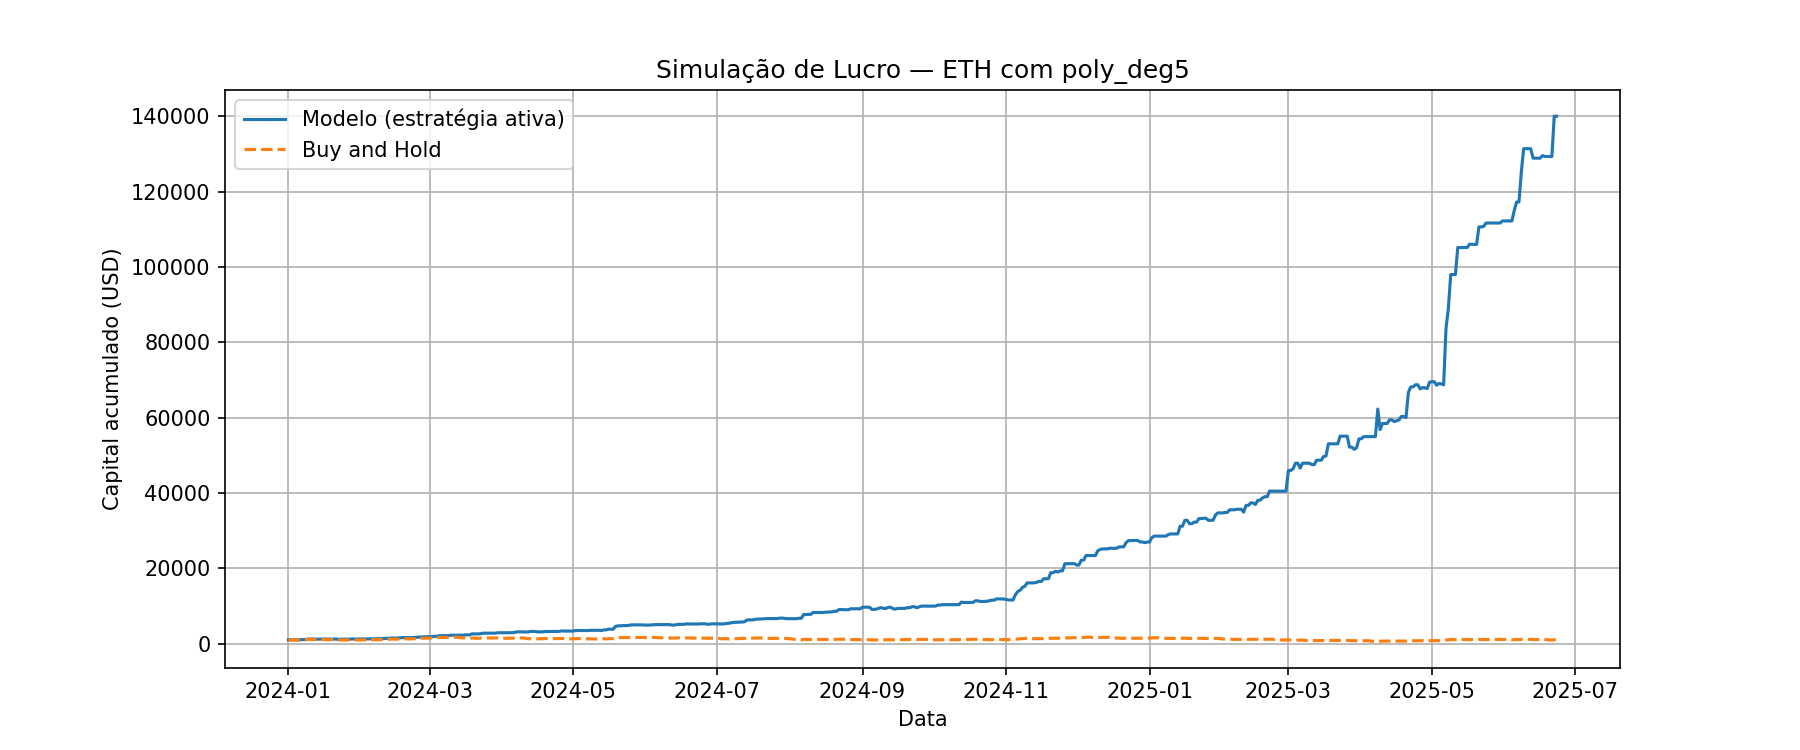 Simulação de Lucro — ETH com poly_deg5
Modelo (estratégia ativa)
Buy and Hold
Capital acumulado (USD)
140000
120000
100000
80000
60000
40000
20000
0
2024-01 2024-03 2024-05 2024-07 2024-09 2024-11 2025-01 2025-03 2025-05 2025-07
Data